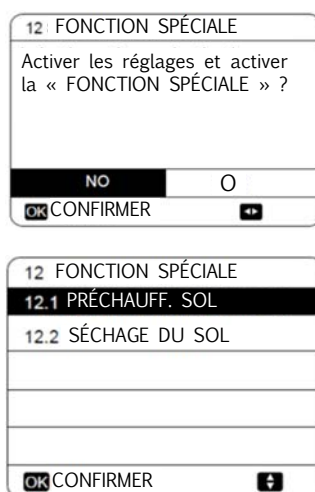 12 FONCTION SPÉCIALE
Activer les réglages et activer
la « FONCTION SPÉCIALE » ?
NO O
OK CONFIRMER
12 FONCTION SPÉCIALE
12.1 PRÉCHAUFF. SOL
12.2 SÉCHAGE DU SOL
OK CONFIRMER